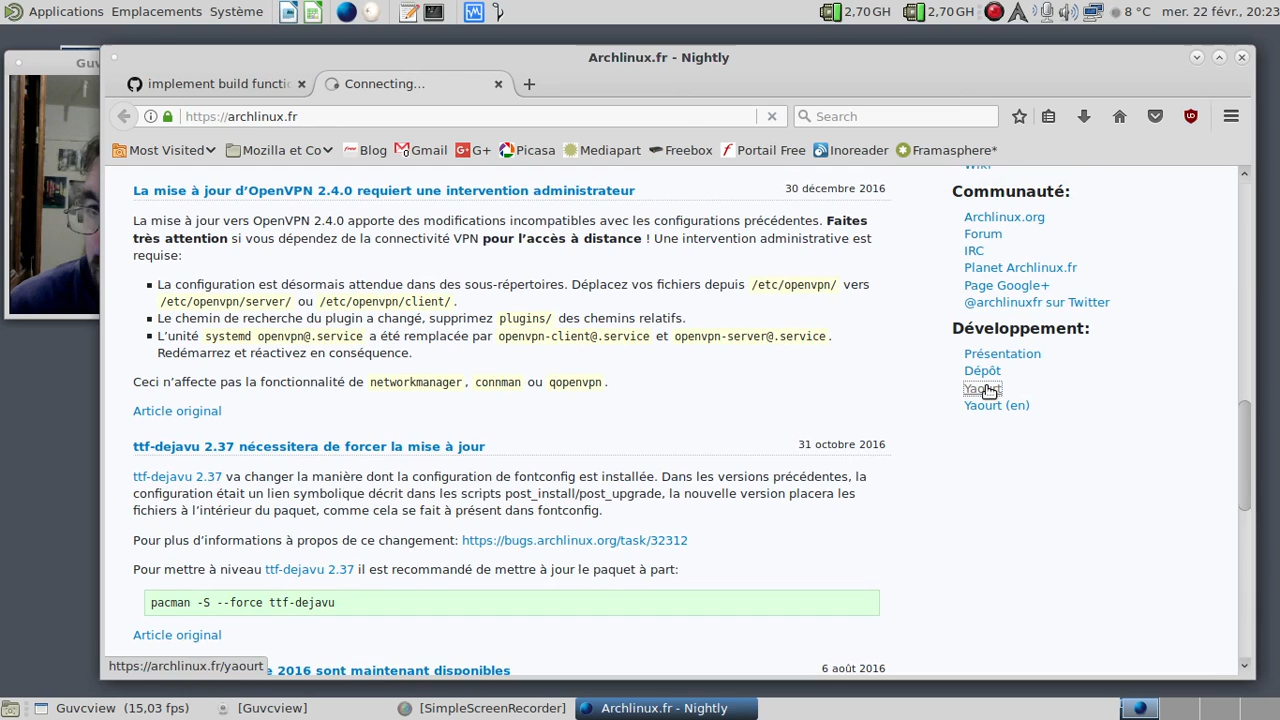 Applications Emplacements Système
2,70 GH 2,70 GH 8 °C mer. 22 févr., 20:23
Guv
Archlinux.fr - Nightly
implement build functi
Connecting…
https://archlinux.fr
Search
Most Visited
Mozilla et Co
Blog
Gmail
G+
Picasa
Mediapart
Freebox
Portail Free
Inoreader
Framasphere*
La mise à jour d’OpenVPN 2.4.0 requiert une intervention administrateur
30 décembre 2016
La mise à jour vers OpenVPN 2.4.0 apporte des modifications incompatibles avec les configurations précédentes. Faites
très attention si vous dépendez de la connectivité VPN pour l’accès à distance ! Une intervention administrative est
requise:
La configuration est désormais attendue dans des sous-répertoires. Déplacez vos fichiers depuis /etc/openvpn/ vers
/etc/openvpn/server/ ou /etc/openvpn/client/.
Le chemin de recherche du plugin a changé, supprimez plugins/ des chemins relatifs.
L’unité systemd openvpn@.service a été remplacée par openvpn-client@.service et openvpn-server@.service.
Redémarrez et réactivez en conséquence.
Ceci n’affecte pas la fonctionnalité de networkmanager, connman ou qopenvpn.
Article original
ttf-dejavu 2.37 nécessitera de forcer la mise à jour
31 octobre 2016
ttf-dejavu 2.37 va changer la manière dont la configuration de fontconfig est installée. Dans les versions précédentes, la
configuration était un lien symbolique décrit dans les scripts post_install/post_upgrade, la nouvelle version placera les
fichiers à l’intérieur du paquet, comme cela se fait à présent dans fontconfig.
Pour plus d’informations à propos de ce changement: https://bugs.archlinux.org/task/32312
Pour mettre à niveau ttf-dejavu 2.37 il est recommandé de mettre à jour le paquet à part:
pacman -S --force ttf-dejavu
Article original
e 2016 sont maintenant disponibles
6 août 2016
Wiki
Communauté:
Archlinux.org
Forum
IRC
Planet Archlinux.fr
Page Google+
@archlinuxfr sur Twitter
Développement:
Présentation
Dépôt
Yaourt
Yaourt (en)
https://archlinux.fr/yaourt
Guvcview (15,03 fps)
[Guvcview]
[SimpleScreenRecorder]
Archlinux.fr - Nightly